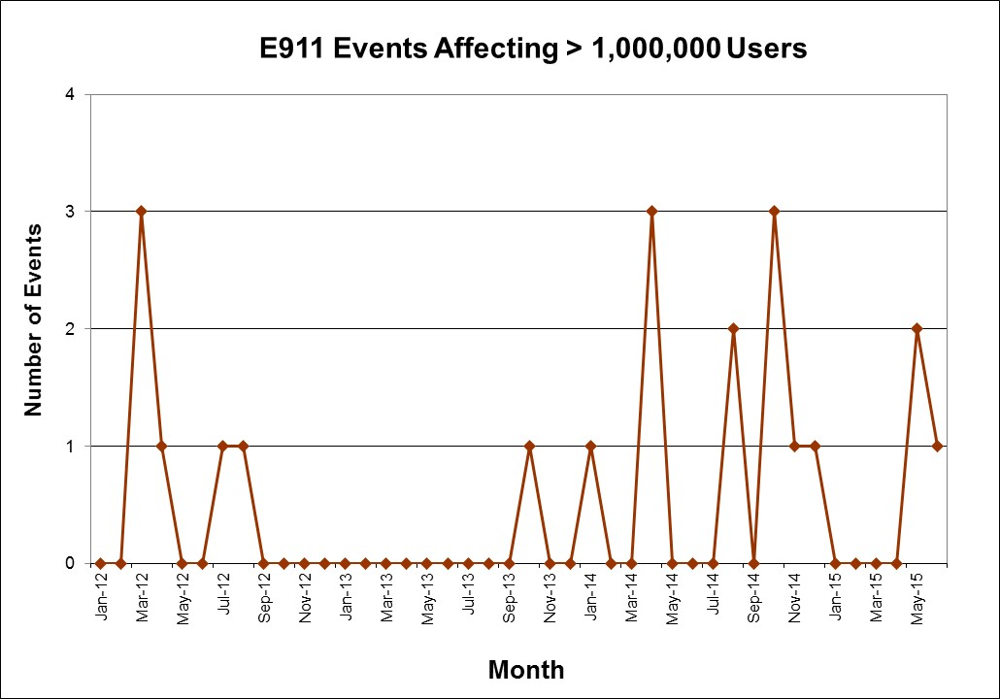 E911 Events Affecting > 1,000,000 Users
4
3
2
1
0
Number of Events
Jan-12
Mar-12
May-12
Jul-12
Sep-12
Nov-12
Jan-13
Mar-13
May-13
Jul-13
Sep-13
Nov-13
Jan-14
Mar-14
May-14
Jul-14
Sep-14
Nov-14
Jan-15
Mar-15
May-15
Month